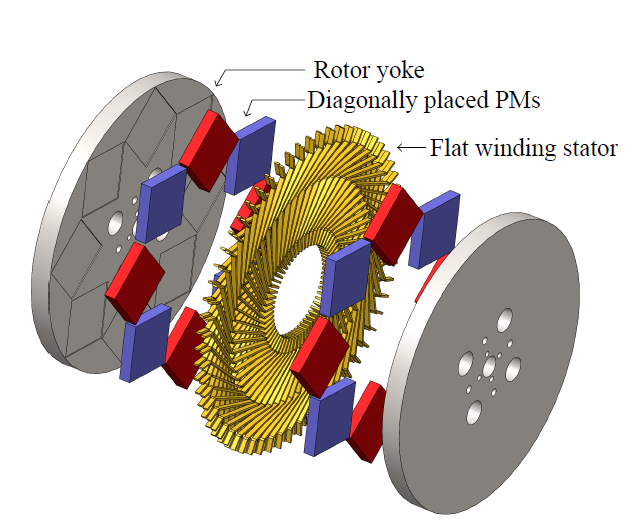 Rotor yoke
Diagonally placed PMs
Flat winding stator